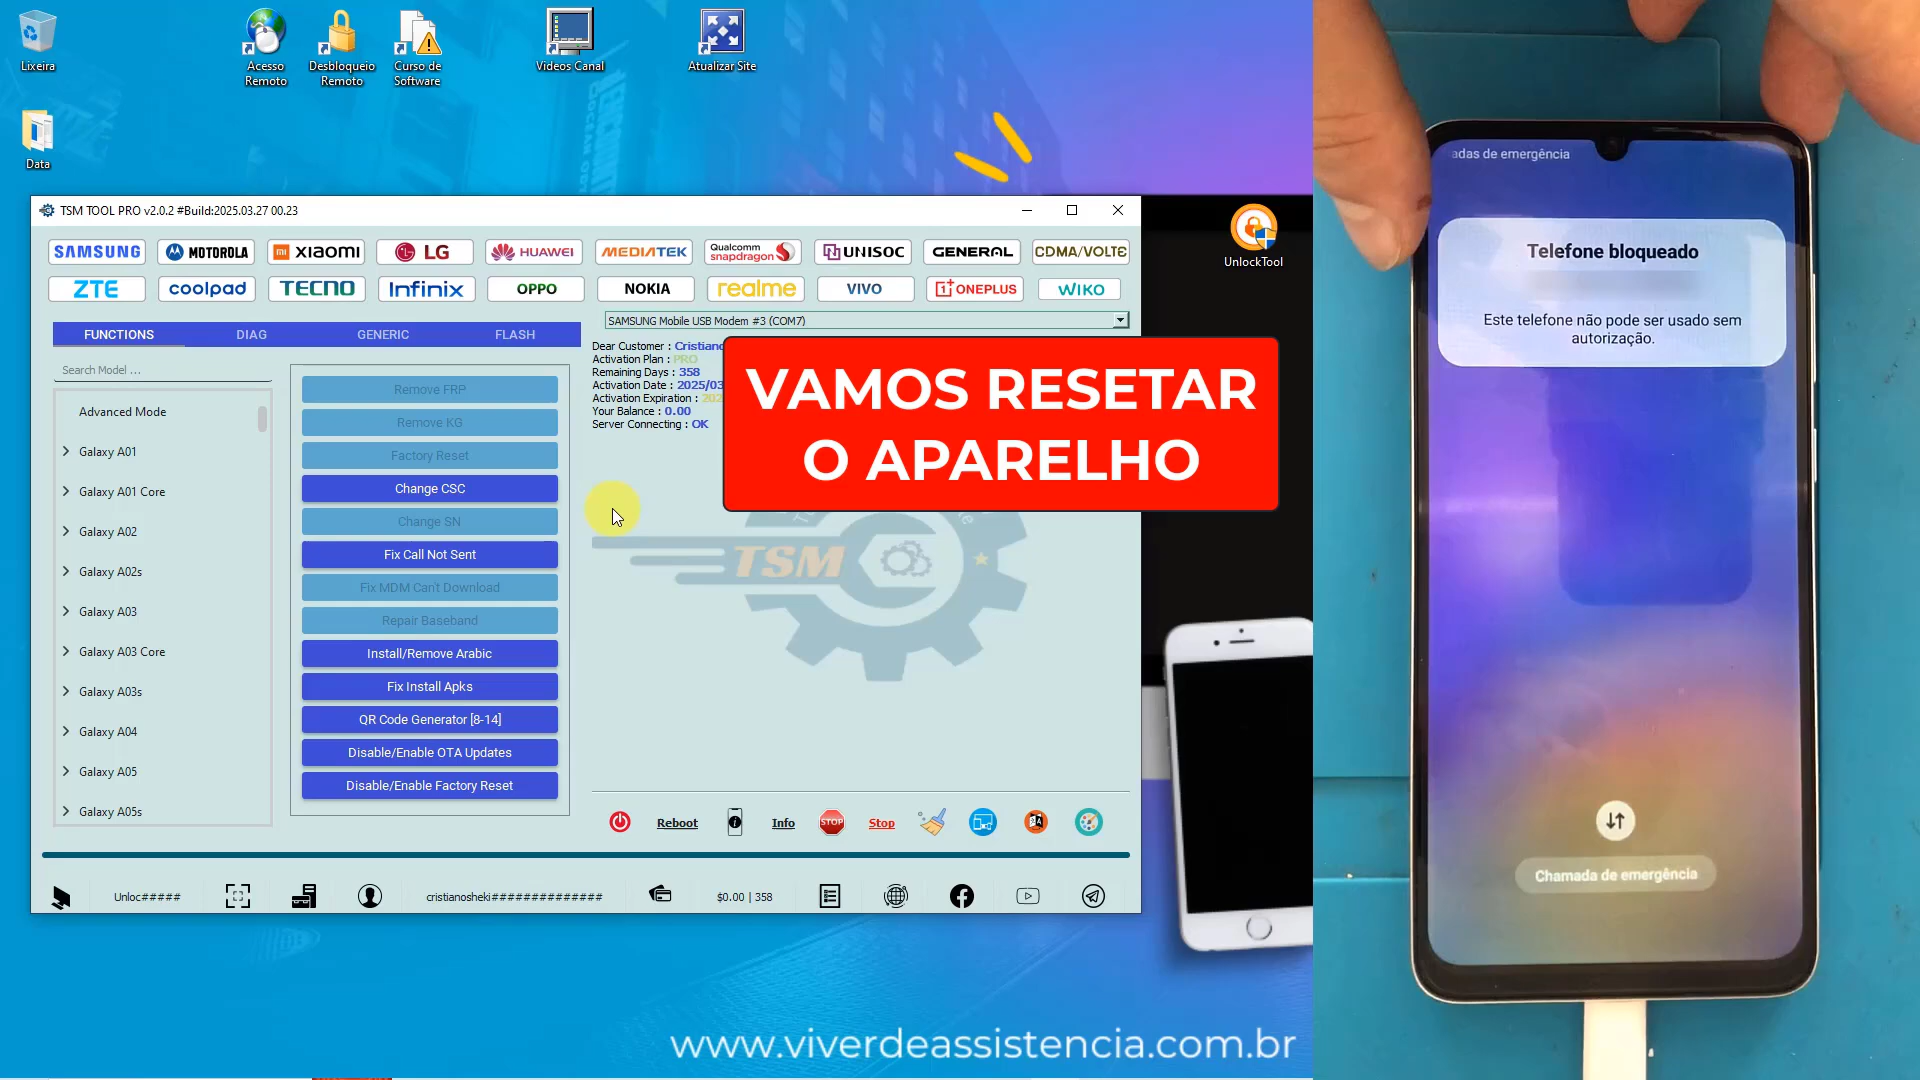 Lixeira
Acesso
Remoto
Desbloqueio
Remoto
Curso de
Software
Videos Canal
Atualizar Site
Data
TSM TOOL PRO v2.0.2 #Build:2025.03.27 00.23
SAMSUNG
MOTOROLA
mi xiaomi
LG
HUAWEI
MEDIATEK
Qualcomm
snapdragon
UNISOC
GENERAL
CDMA/VOLTE
ZTE
coolpad
TECNO
Infinix
OPPO
NOKIA
realme
VIVO
ONEPLUS
WIKO
UnlockTool
FUNCTIONS
DIAG
GENERIC
FLASH
SAMSUNG Mobile USB Modem #3 (COM7)
Search Model ...
Advanced Mode
Galaxy A01
Galaxy A01 Core
Galaxy A02
Galaxy A02s
Galaxy A03
Galaxy A03 Core
Galaxy A03s
Galaxy A04
Galaxy A05
Galaxy A05s
Remove FRP
Remove KG
Factory Reset
Change CSC
Change SN
Fix Call Not Sent
Fix MDM Can't Download
Repair Baseband
Install/Remove Arabic
Fix Install Apks
QR Code Generator [8-14]
Disable/Enable OTA Updates
Disable/Enable Factory Reset
Dear Customer : Cristiano
Activation Plan : PRO
Remaining Days : 358
Activation Date : 2025/03
Activation Expiration : 202
Your Balance : 0.00
Server Connecting : OK
VAMOS RESETAR
O APARELHO
TSM
Reboot
Info
STOP
Stop
Unloc#####
cristianosheki##############
$0.00 | 358
www.viverdeassistencia.com.br
adas de emergência
Telefone bloqueado
Este telefone não pode ser usado sem
autorização.
Chamada de emergência